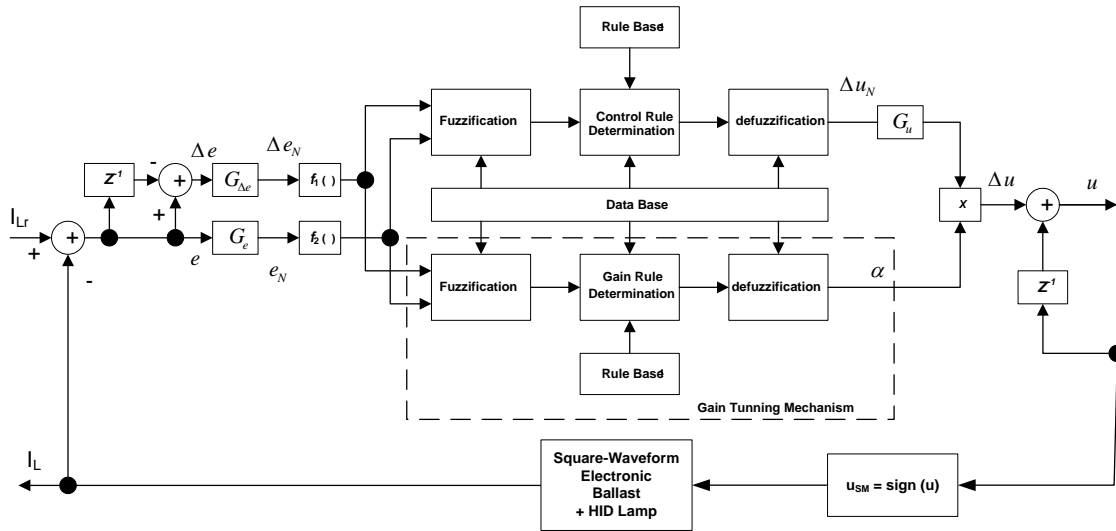 Rule Base
Δu_N
Fuzzification
Control Rule
Determination
defuzzification
G_u
Δe
Δe_N
Z⁻¹
-
+
G_Δe
f₁( )
Data Base
x
Δu
+
u
I_Lr
+
+
+
e
G_e
e_N
f₂( )
-
Fuzzification
Gain Rule
Determination
defuzzification
α
Z⁻¹
Rule Base
Gain Tunning Mechanism
I_L
Square-Waveform
Electronic
Ballast
+ HID Lamp
u_SM = sign (u)